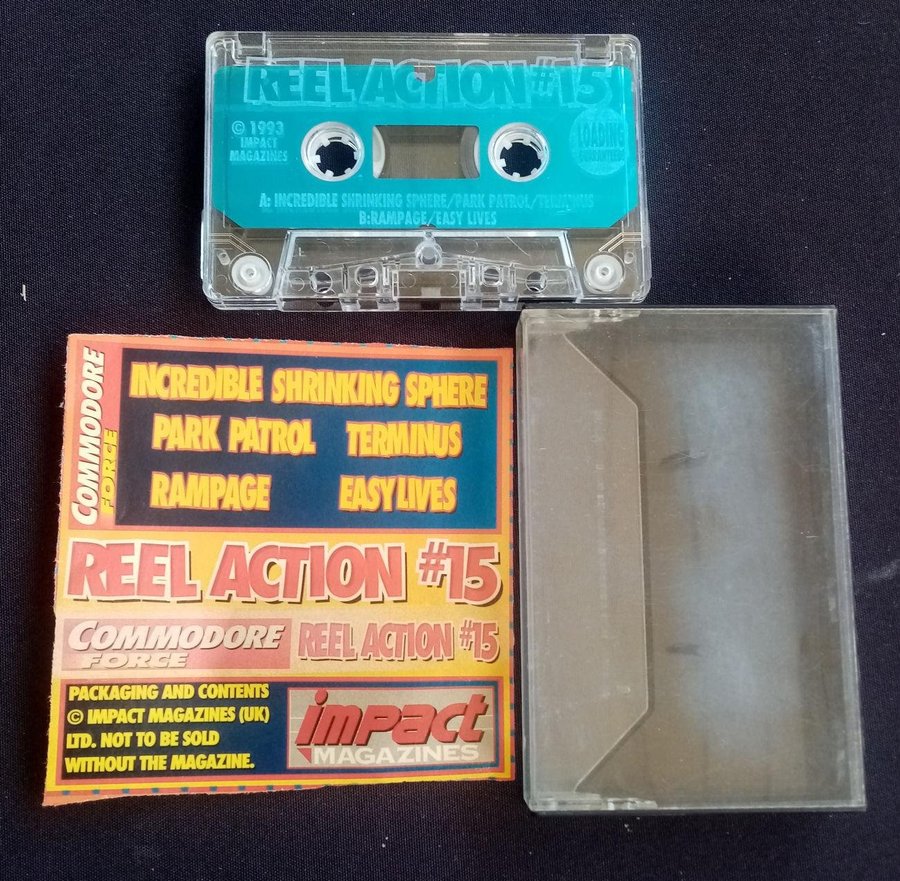 REEL ACTION #15
© 1993
IMPACT
MAGAZINES
LOADING
GUARANTEED
A: INCREDIBLE SHRINKING SPHERE/PARK PATROL/TERMINUS
B:RAMPAGE/EASY LIVES
COMMODORE
FORCE
INCREDIBLE SHRINKING SPHERE
PARK PATROL TERMINUS
RAMPAGE EASY LIVES
REEL ACTION #15
COMMODORE
FORCE
REEL ACTION #15
PACKAGING AND CONTENTS
© IMPACT MAGAZINES (UK)
LTD. NOT TO BE SOLD
WITHOUT THE MAGAZINE.
impact
MAGAZINES